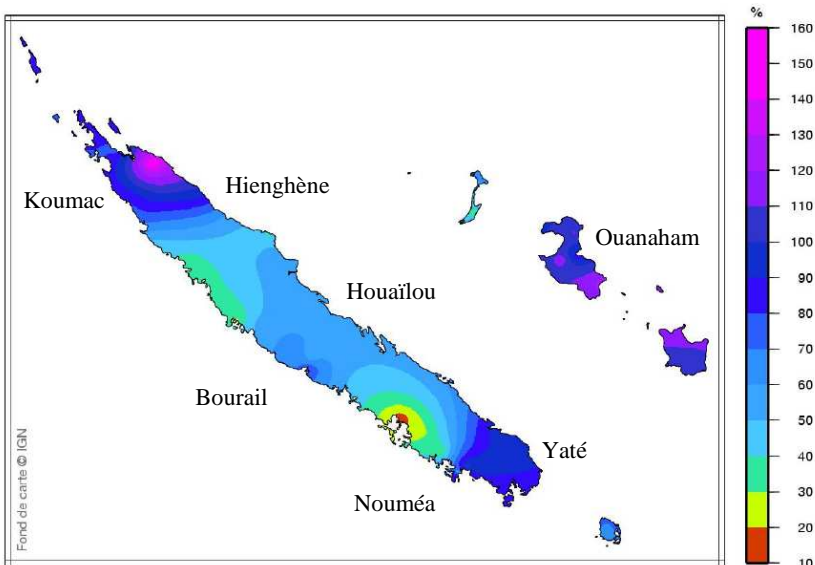 %
160
150
140
130
120
110
100
90
80
70
60
50
40
30
20
10
Hienghène
Koumac
Ouanaham
Houaïlou
Bourail
Yaté
Nouméa
Fond de carte © IGN